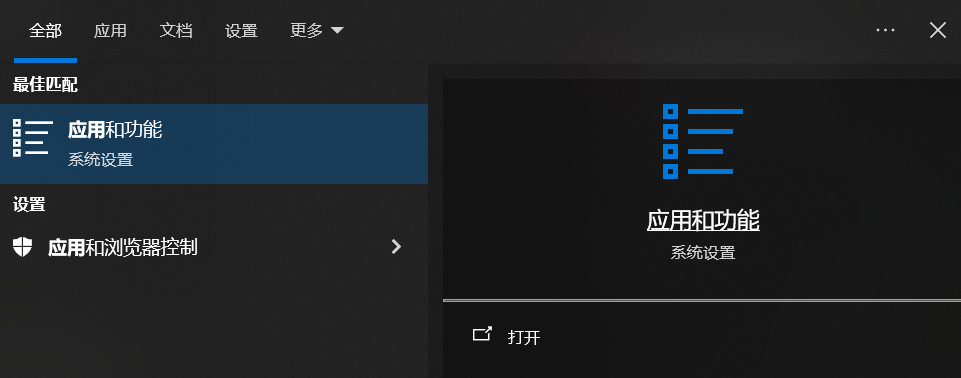 全部 应用 文档 设置 更多
最佳匹配
应用和功能
系统设置
设置
应用和浏览器控制
应用和功能
系统设置
打开